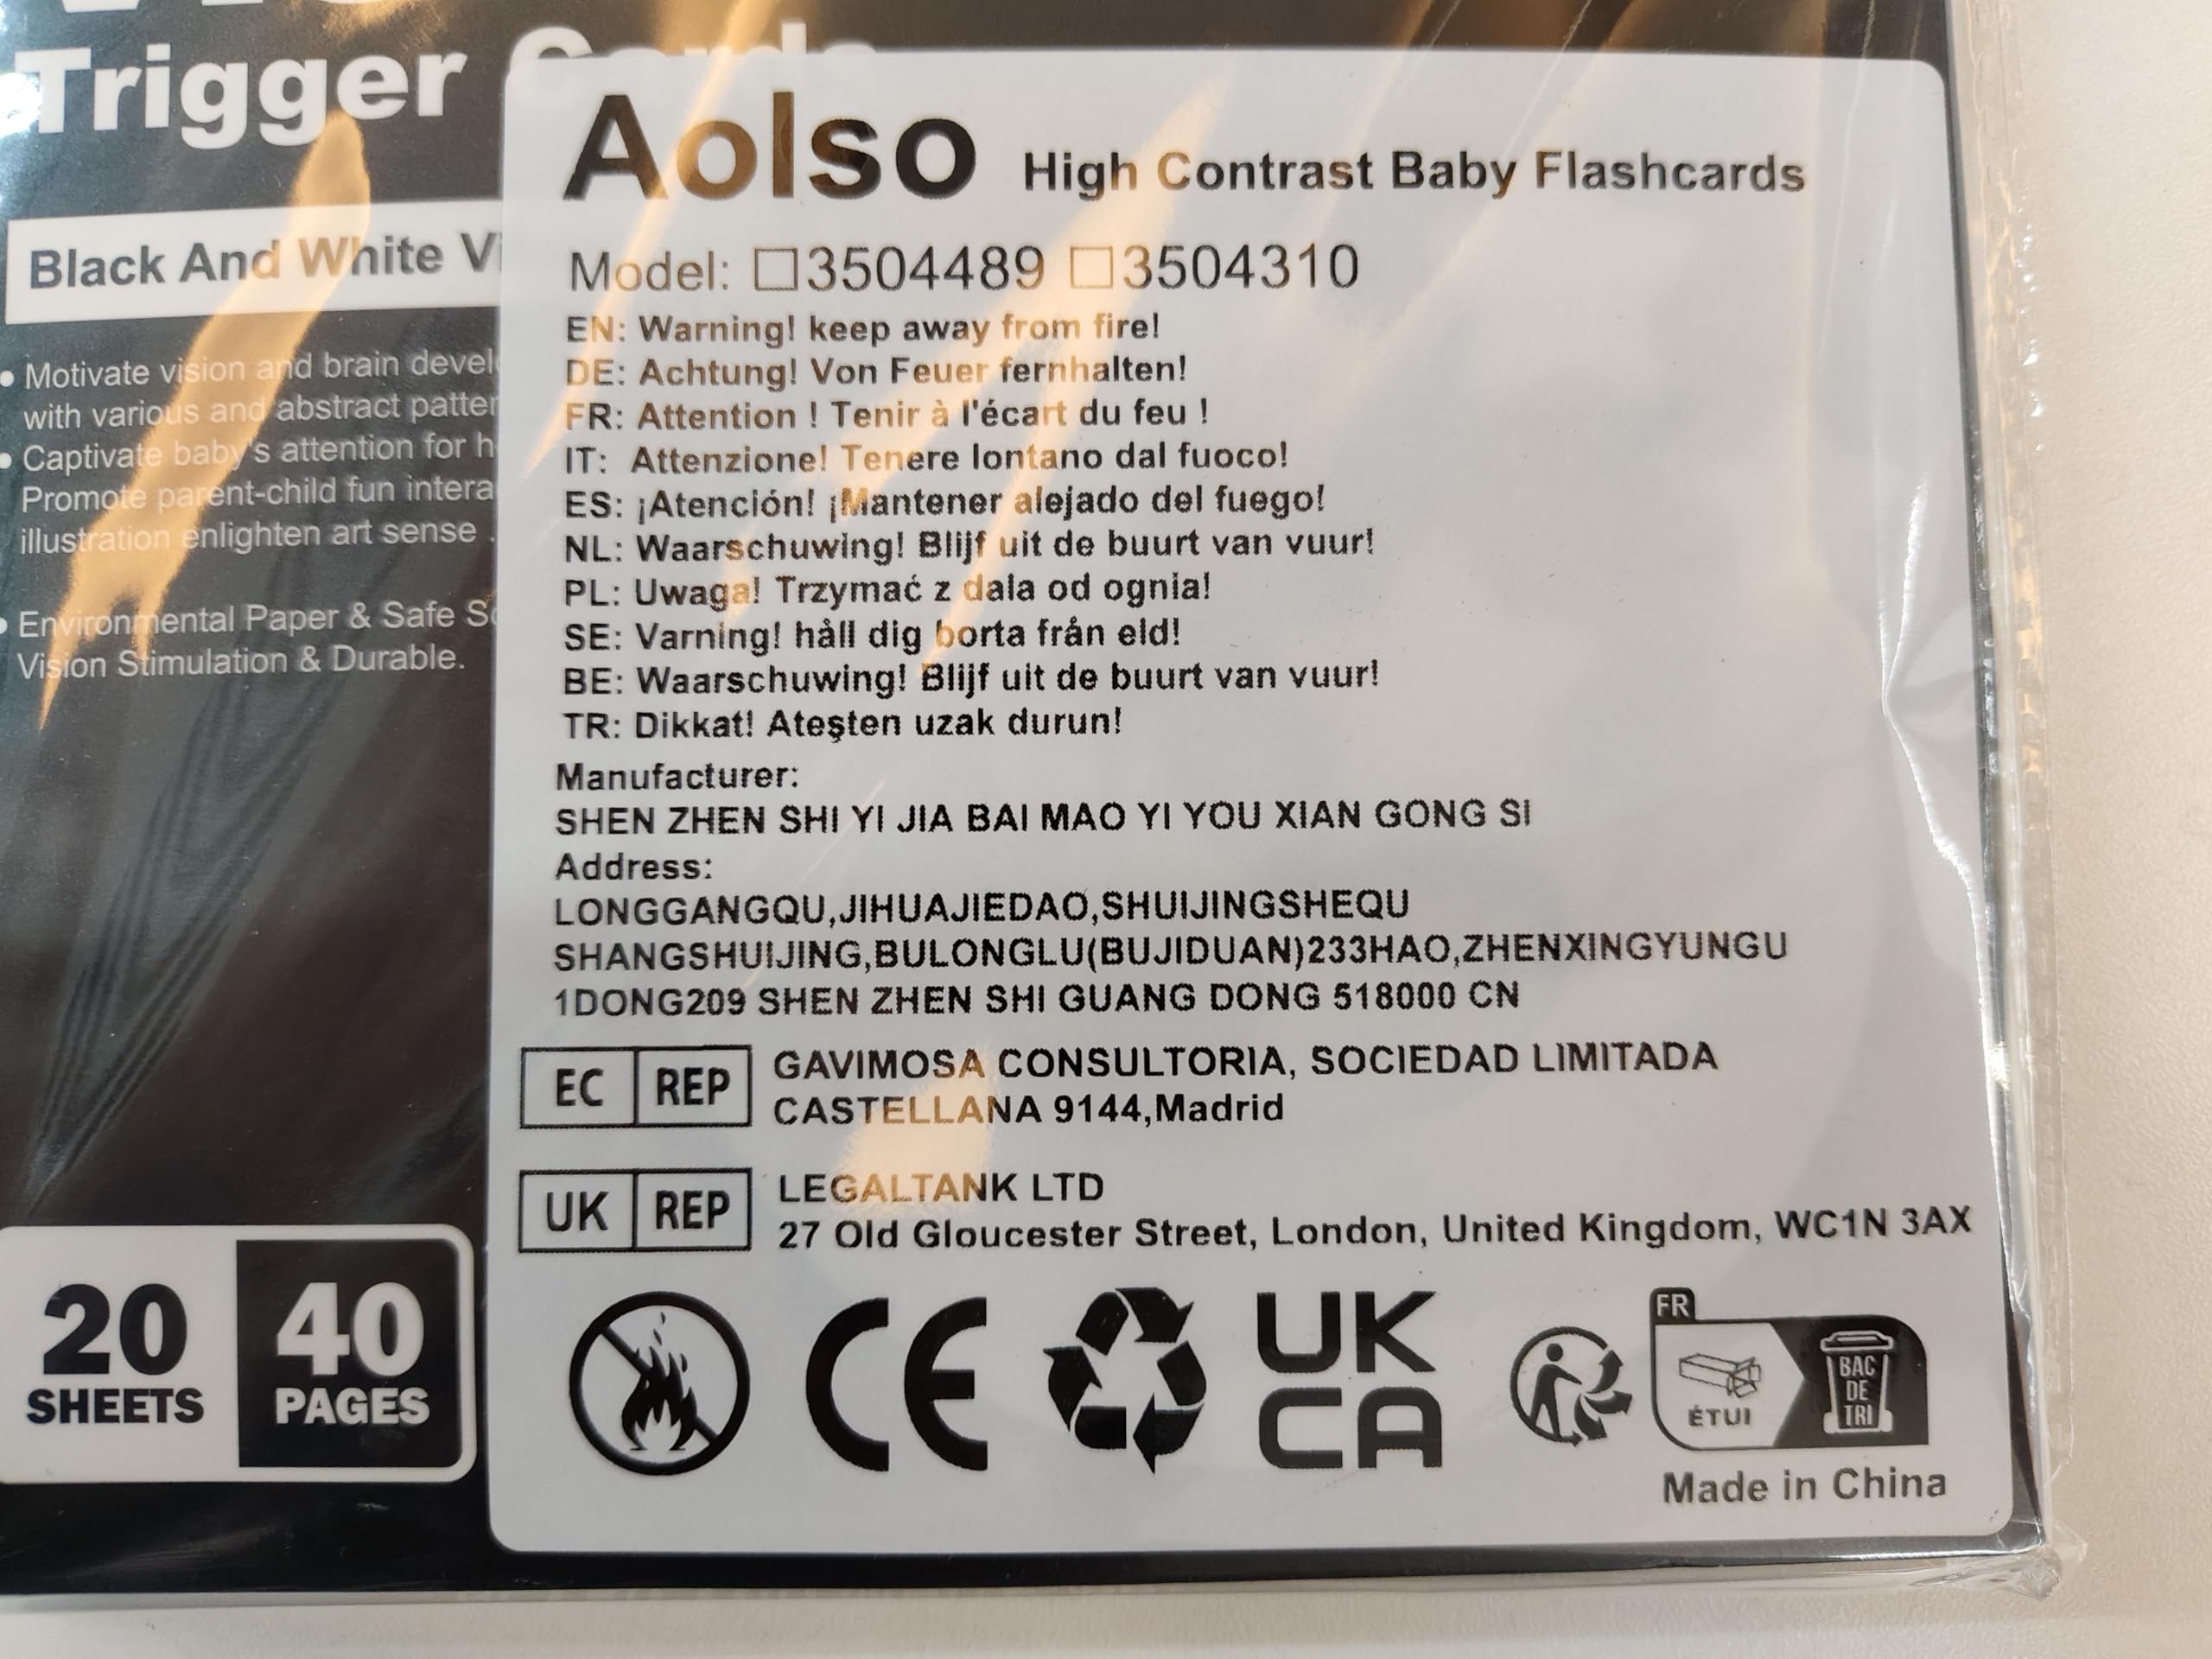 Trigger Cards
Black And White
• Motivate vision and brain
with various and abstract
• Captivate baby's attention for
Promote parent-child fun
illustration enlighten art sense .
• Environmental Paper & Safe
Vision Stimulation & Durable.
20
SHEETS
40
PAGES
Aolso High Contrast Baby Flashcards
Model: □3504489 □3504310
EN: Warning! keep away from fire!
DE: Achtung! Von Feuer fernhalten!
FR: Attention ! Tenir à l'écart du feu !
IT: Attenzione! Tenere lontano dal fuoco!
ES: ¡Atención! ¡Mantener alejado del fuego!
NL: Waarschuwing! Blijf uit de buurt van vuur!
PL: Uwaga! Trzymać z dala od ognia!
SE: Varning! håll dig borta från eld!
BE: Waarschuwing! Blijf uit de buurt van vuur!
TR: Dikkat! Ateşten uzak durun!
Manufacturer:
SHEN ZHEN SHI YI JIA BAI MAO YI YOU XIAN GONG SI
Address:
LONGGANGQU,JIHUAJIEDAO,SHUIJINGSHEQU
SHANGSHUIJING,BULONGLU(BUJIDUAN)233HAO,ZHENXINGYUNGU
1DONG209 SHEN ZHEN SHI GUANG DONG 518000 CN
EC REP
GAVIMOSA CONSULTORIA, SOCIEDAD LIMITADA
CASTELLANA 9144,Madrid
UK REP
LEGALTANK LTD
27 Old Gloucester Street, London, United Kingdom, WC1N 3AX
CE
UK
CA
FR
ÉTUI
BAC
DE
TRI
Made in China